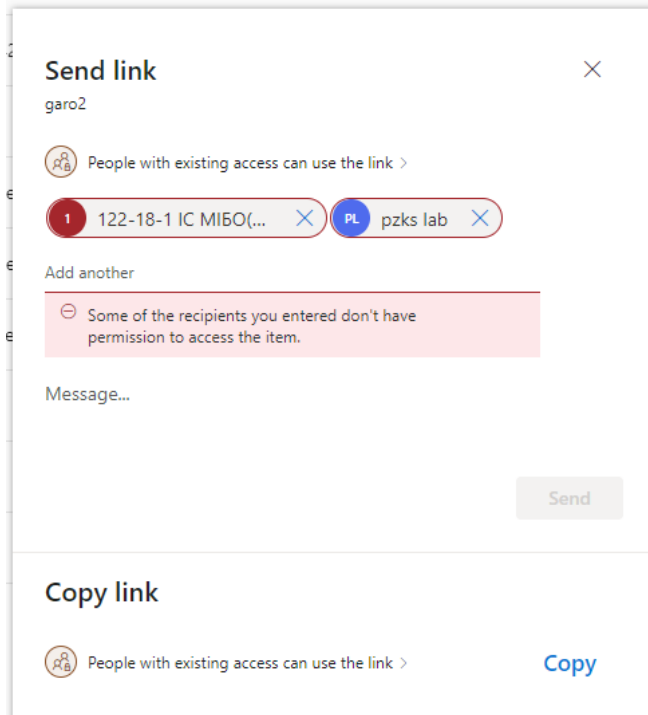 Send link
garo2
People with existing access can use the link >
1 122-18-1 ІС МІБО(... PL pzks lab
Add another
Some of the recipients you entered don't have
permission to access the item.
Message...
Send
Copy link
People with existing access can use the link >
Copy